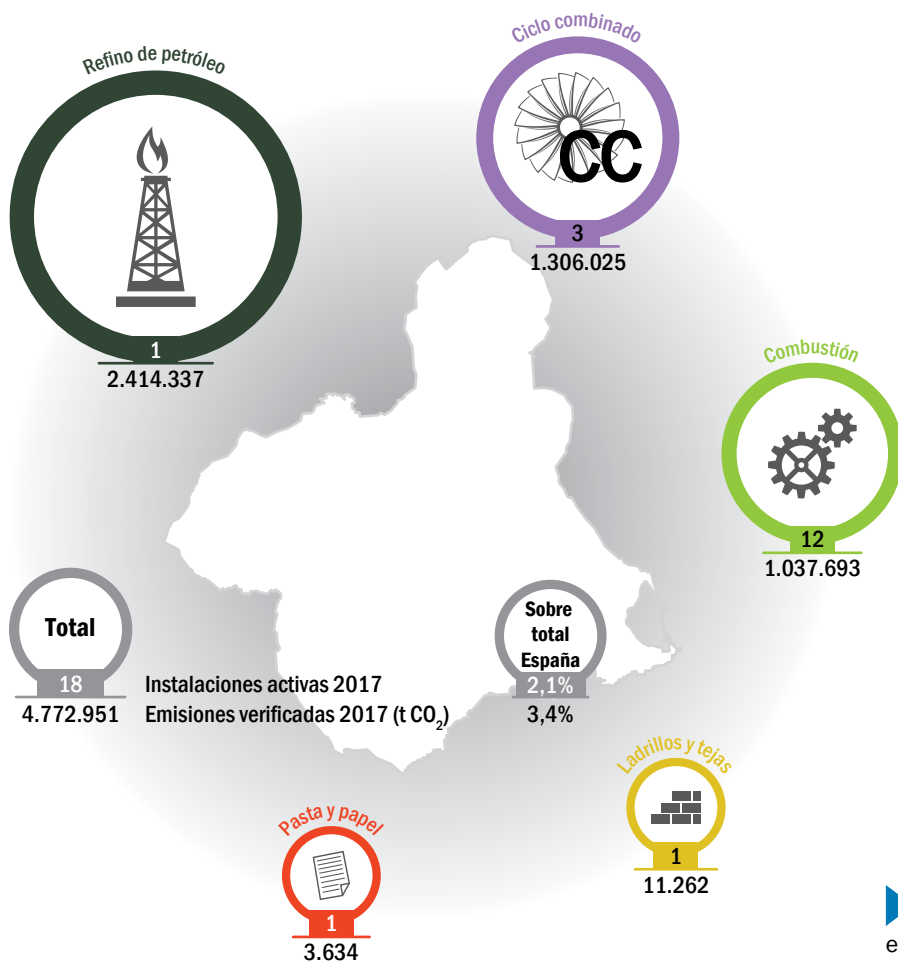 Refino de petróleo
1
2.414.337
Ciclo combinado
CC
3
1.306.025
Combustión
12
1.037.693
Total
18
4.772.951
Instalaciones activas 2017
Emisiones verificadas 2017 (t CO₂)
Sobre
total
España
2,1%
3,4%
Ladrillos y tejas
1
11.262
Pasta y papel
1
3.634
e